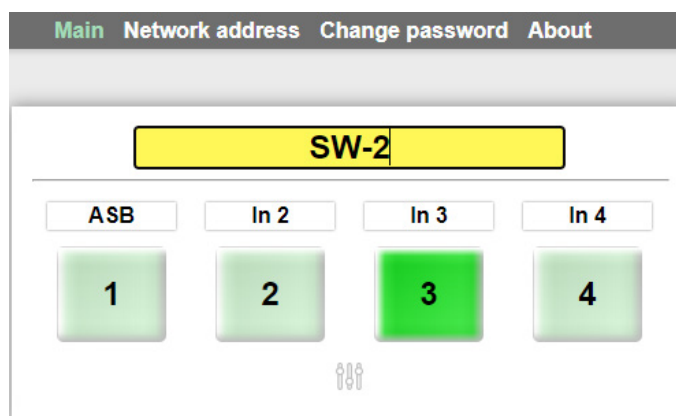 Main Network address Change password About
SW-2
ASB In 2 In 3 In 4
1 2 3 4